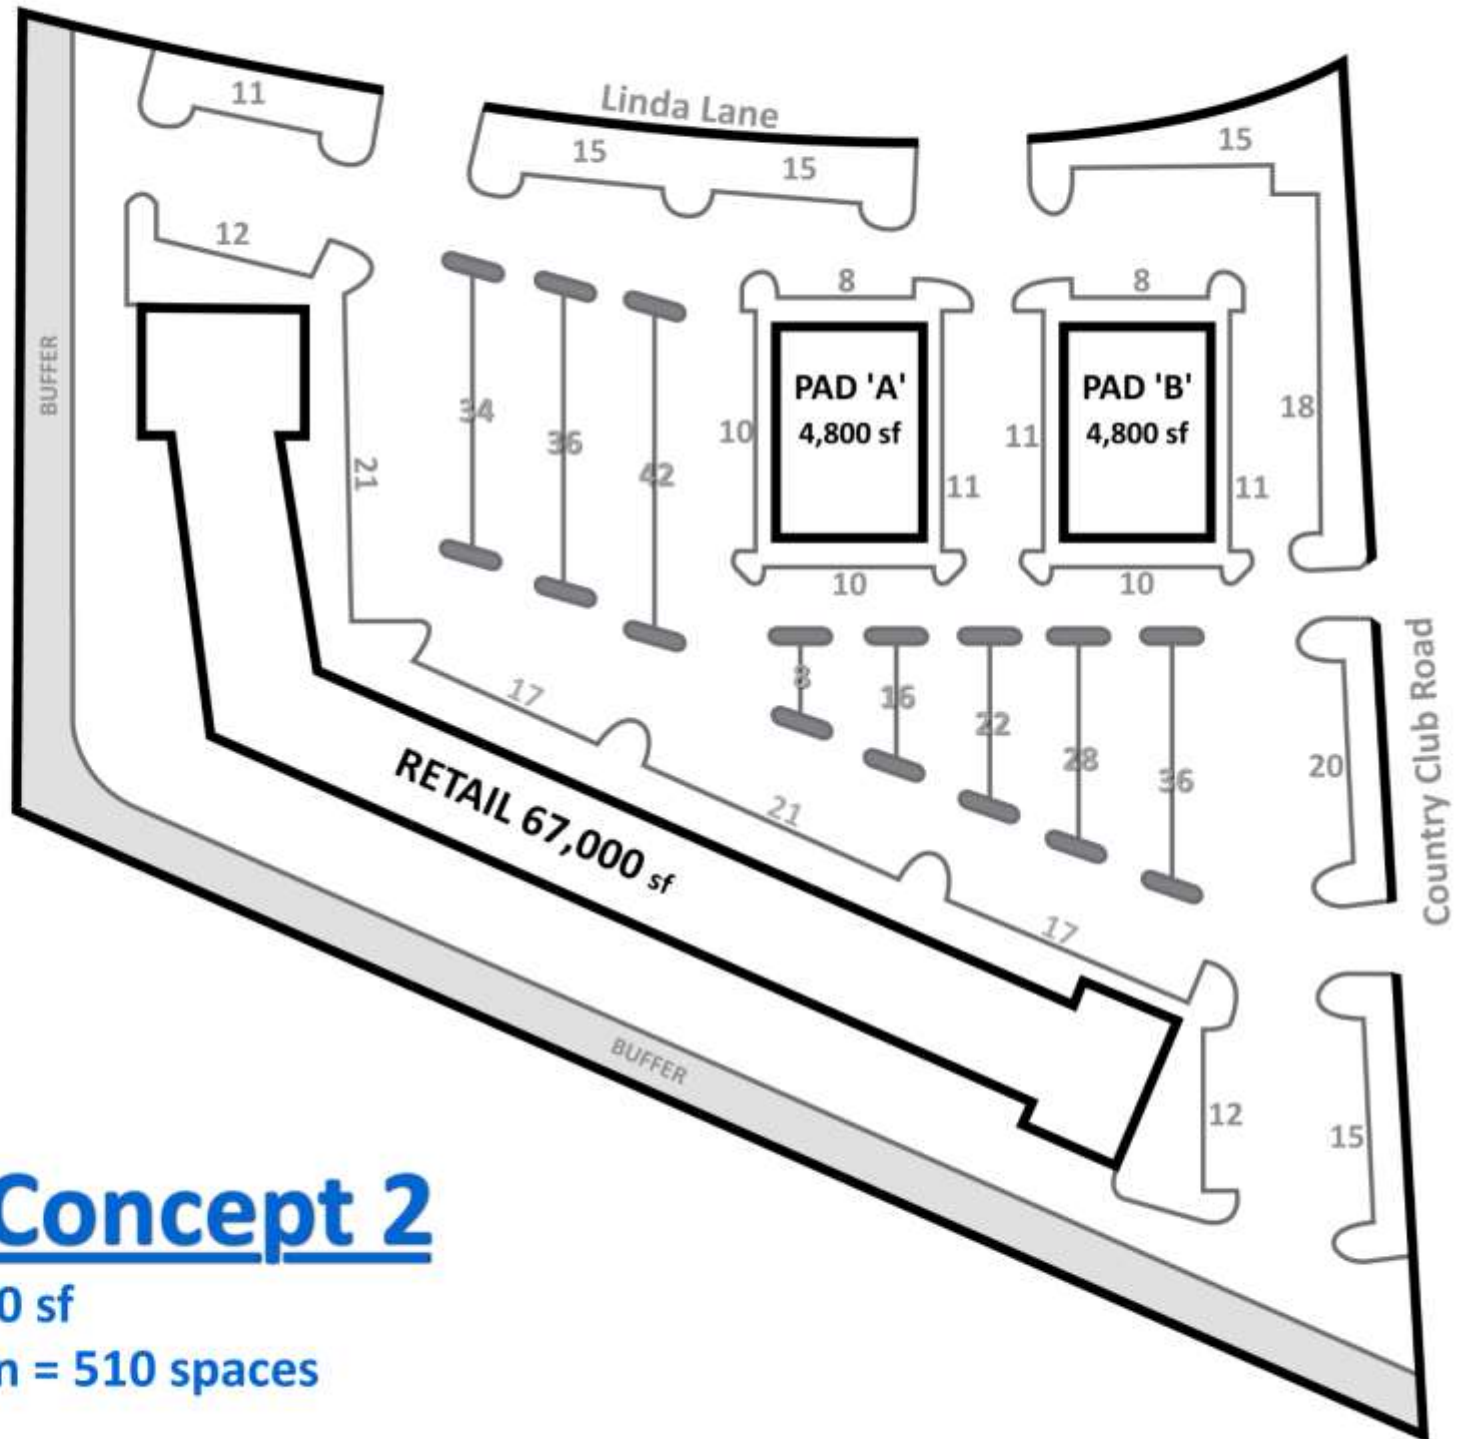 Linda Lane
11
15
15
15
12
8
8
BUFFER
PAD 'A'
4,800 sf
PAD 'B'
4,800 sf
34
36
42
21
10
11
11
11
18
10
10
8
16
22
28
36
17
21
17
20
Country Club Road
RETAIL 67,000 sf
BUFFER
12
15
Concept 2
0 sf
n = 510 spaces